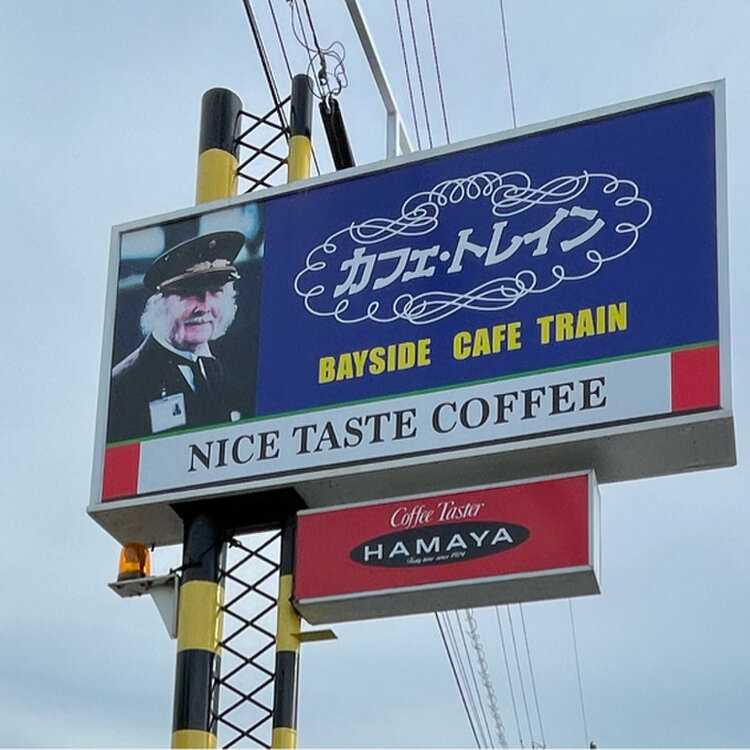 カフェ・トレイン
BAYSIDE CAFE TRAIN
NICE TASTE COFFEE
Coffee Taster
HAMAYA